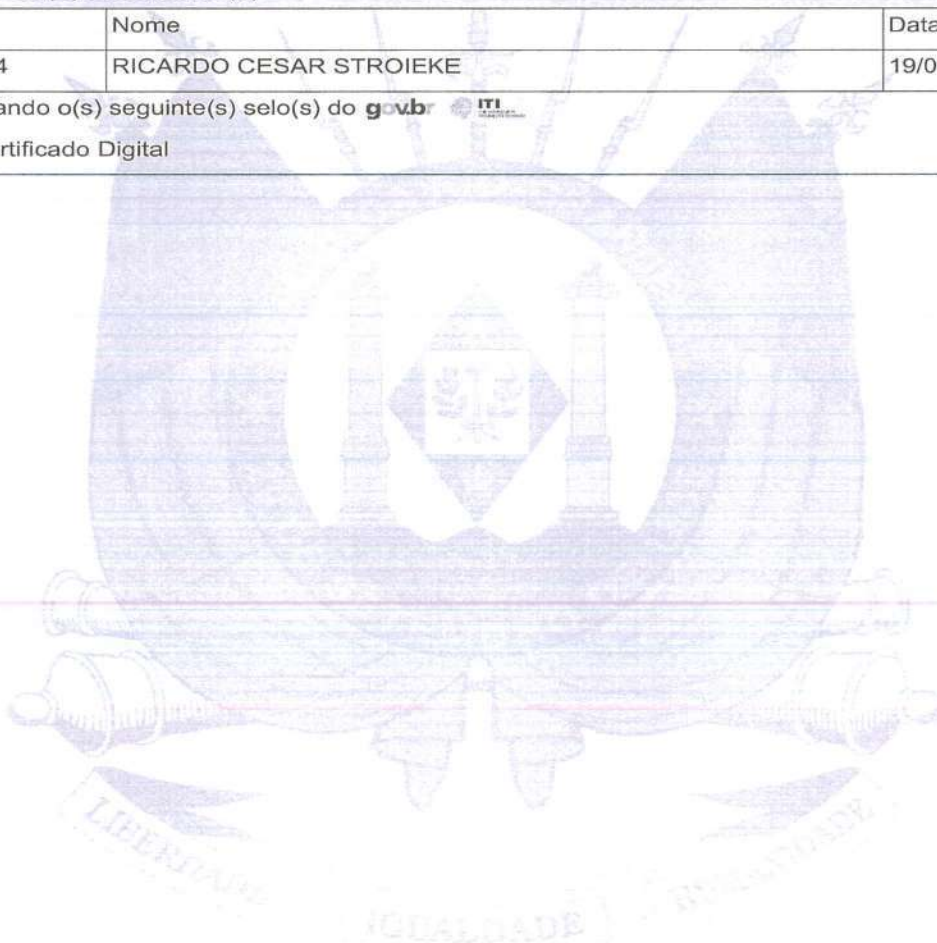 Nome Data
4 RICARDO CESAR STROIEKE 19/0
ando o(s) seguinte(s) selo(s) do gov.br ITI
rtificado Digital
LIBERDADE IGUALDADE HUMANIDADE